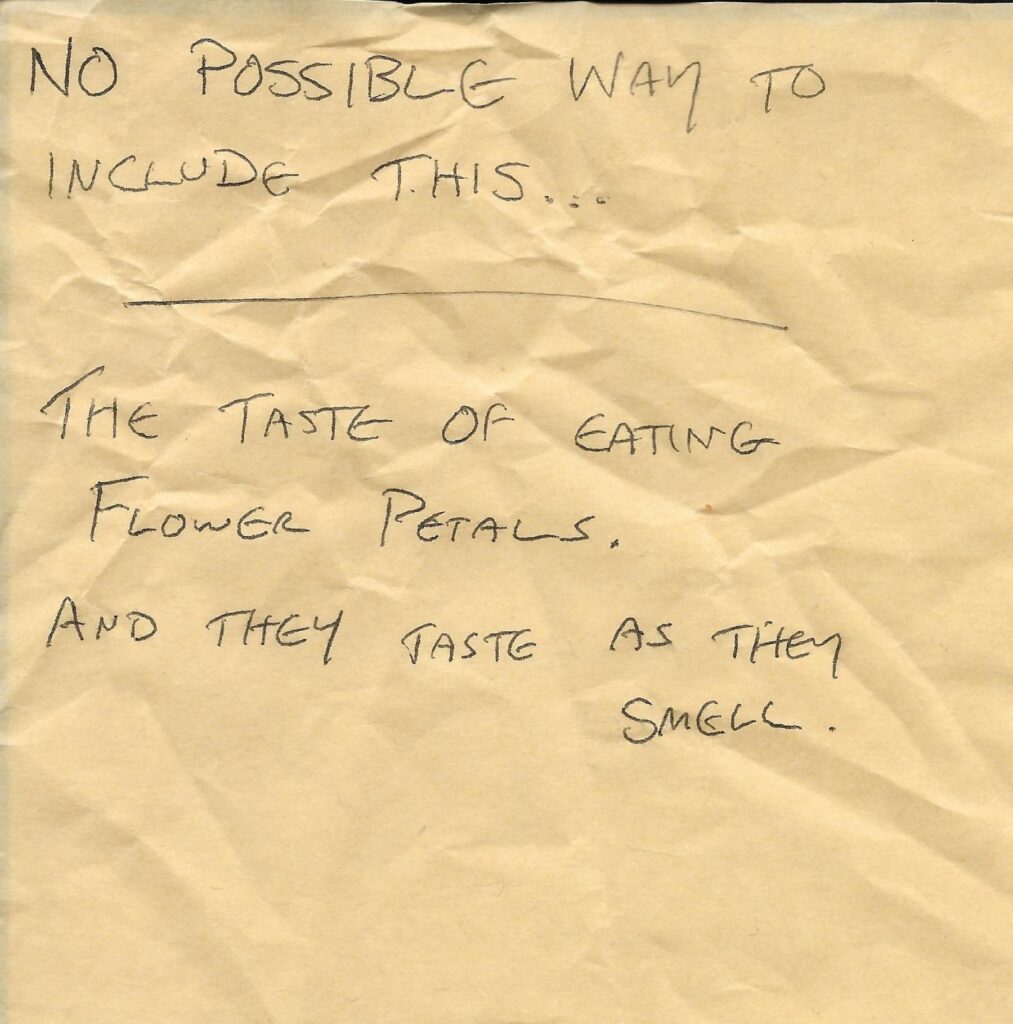 NO POSSIBLE WAY TO
INCLUDE THIS...
THE TASTE OF EATING
FLOWER PETALS.
AND THEY TASTE AS THEY
SMELL.